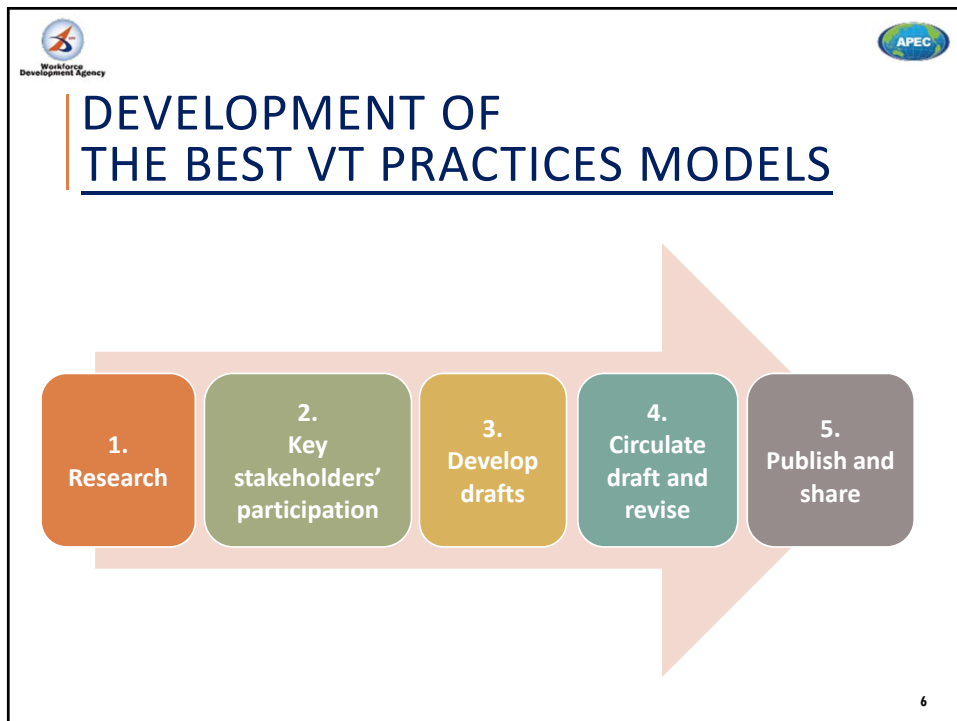 Workforce
Development Agency
APEC
DEVELOPMENT OF
THE BEST VT PRACTICES MODELS
1.
Research
2.
Key
stakeholders’
participation
3.
Develop
drafts
4.
Circulate
draft and
revise
5.
Publish and
share
6